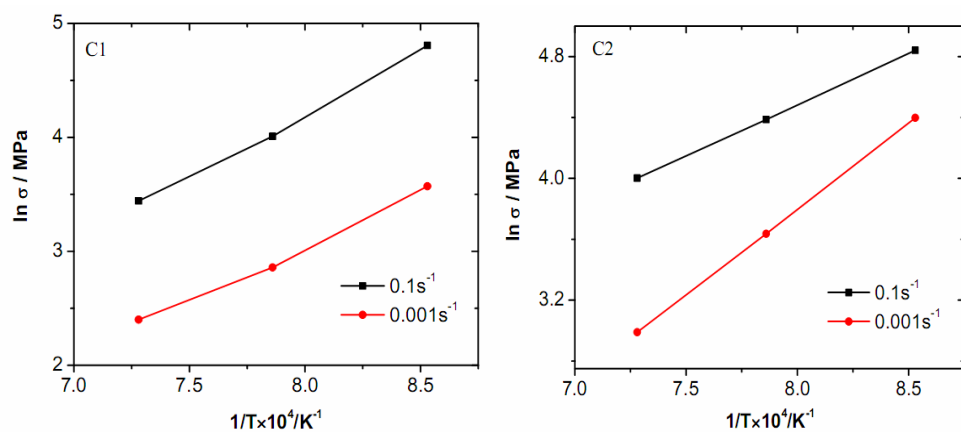 C1
5
4
3
2
ln σ / MPa
0.1s⁻¹
0.001s⁻¹
7.0 7.5 8.0 8.5
1/T×10⁴/K⁻¹
C2
4.8
4.0
3.2
ln σ / MPa
0.1s⁻¹
0.001s⁻¹
7.0 7.5 8.0 8.5
1/T×10⁴/K⁻¹